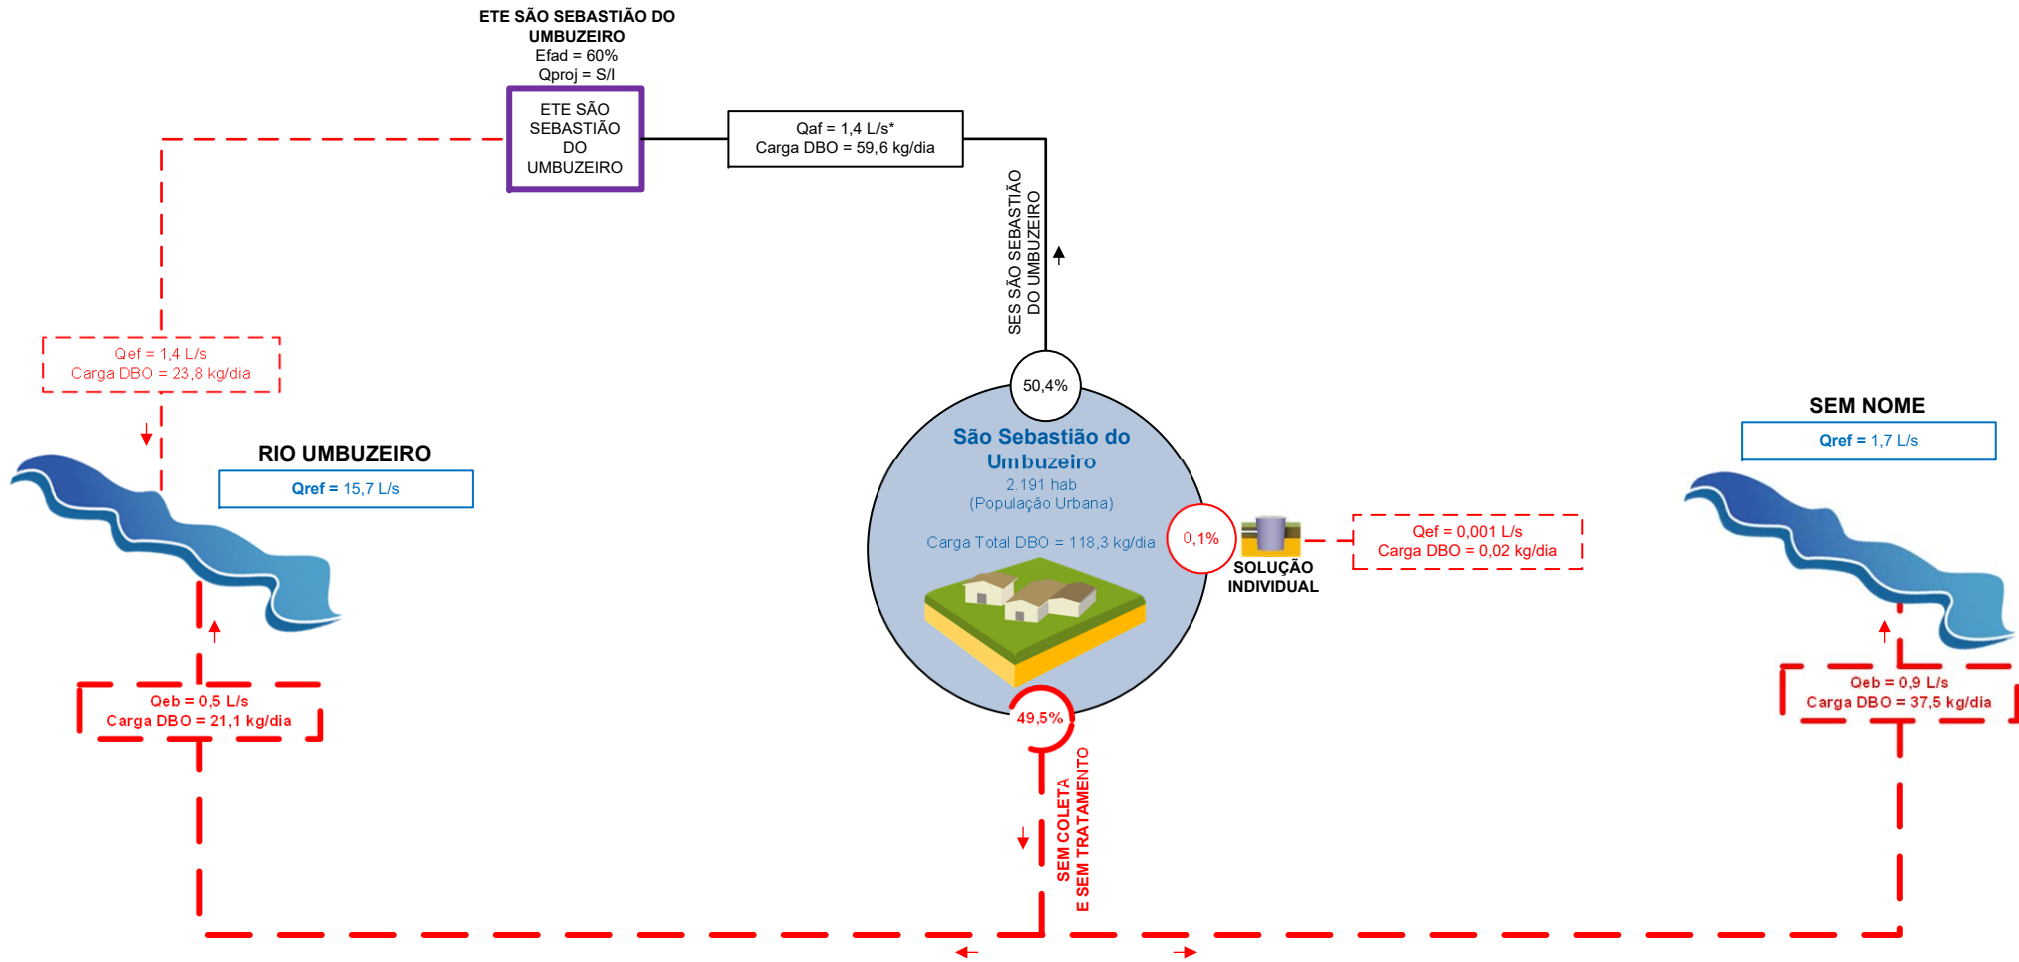 ETE SÃO SEBASTIÃO DO
UMBUZEIRO
Efad = 60%
Qproj = S/I
ETE SÃO
SEBASTIÃO
DO
UMBUZEIRO
Qaf = 1,4 L/s*
Carga DBO = 59,6 kg/dia
SES SÃO SEBASTIÃO
DO UMBUZEIRO
Qef = 1,4 L/s
Carga DBO = 23,8 kg/dia
RIO UMBUZEIRO
Qref = 15,7 L/s
50,4%
São Sebastião do
Umbuzeiro
2.191 hab
(População Urbana)
Carga Total DBO = 118,3 kg/dia
0,1%
SOLUÇÃO
INDIVIDUAL
Qef = 0,001 L/s
Carga DBO = 0,02 kg/dia
SEM NOME
Qref = 1,7 L/s
Qeb = 0,5 L/s
Carga DBO = 21,1 kg/dia
49,5%
SEM COLETA
E SEM TRATAMENTO
Qeb = 0,9 L/s
Carga DBO = 37,5 kg/dia